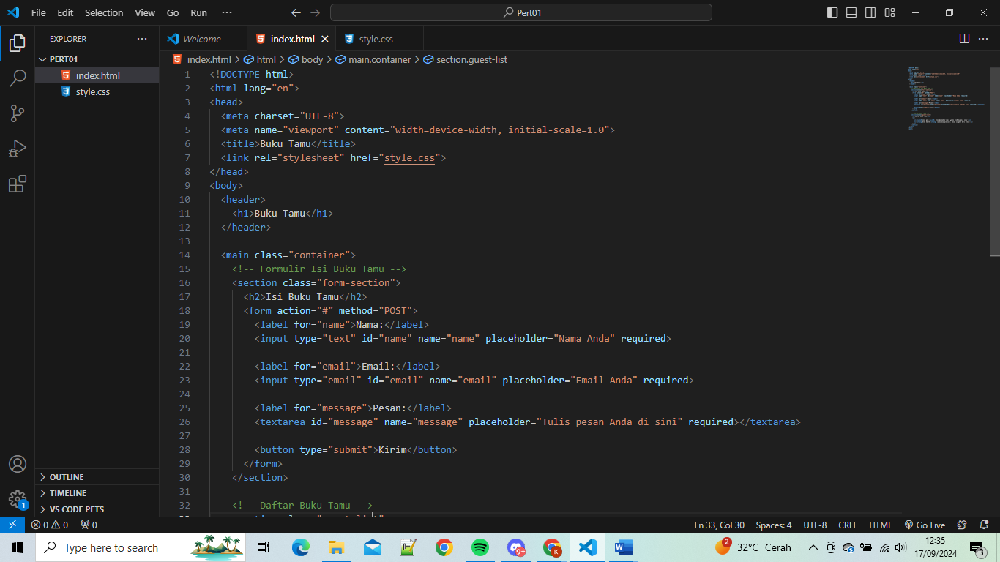 File Edit Selection View Go Run ··· Pert01
EXPLORER ···
PERT01
index.html
style.css
OUTLINE
TIMELINE
VS CODE PETS
1
Welcome index.html style.css
index.html > html > body > main.container > section.guest-list
1 <!DOCTYPE html>
2 <html lang="en">
3 <head>
4 <meta charset="UTF-8">
5 <meta name="viewport" content="width=device-width, initial-scale=1.0">
6 <title>Buku Tamu</title>
7 <link rel="stylesheet" href="style.css">
8 </head>
9 <body>
10 <header>
11 <h1>Buku Tamu</h1>
12 </header>
13
14 <main class="container">
15 <!-- Formulir Isi Buku Tamu -->
16 <section class="form-section">
17 <h2>Isi Buku Tamu</h2>
18 <form action="#" method="POST">
19 <label for="name">Nama:</label>
20 <input type="text" id="name" name="name" placeholder="Nama Anda" required>
21
22 <label for="email">Email:</label>
23 <input type="email" id="email" name="email" placeholder="Email Anda" required>
24
25 <label for="message">Pesan:</label>
26 <textarea id="message" name="message" placeholder="Tulis pesan Anda di sini" required></textarea>
27
28 <button type="submit">Kirim</button>
29 </form>
30 </section>
31
32 <!-- Daftar Buku Tamu -->
0 0 0 Ln 33, Col 30 Spaces: 4 UTF-8 CRLF HTML Go Live
Type here to search 9+ K 2 32°C Cerah 12:35
17/09/2024 3